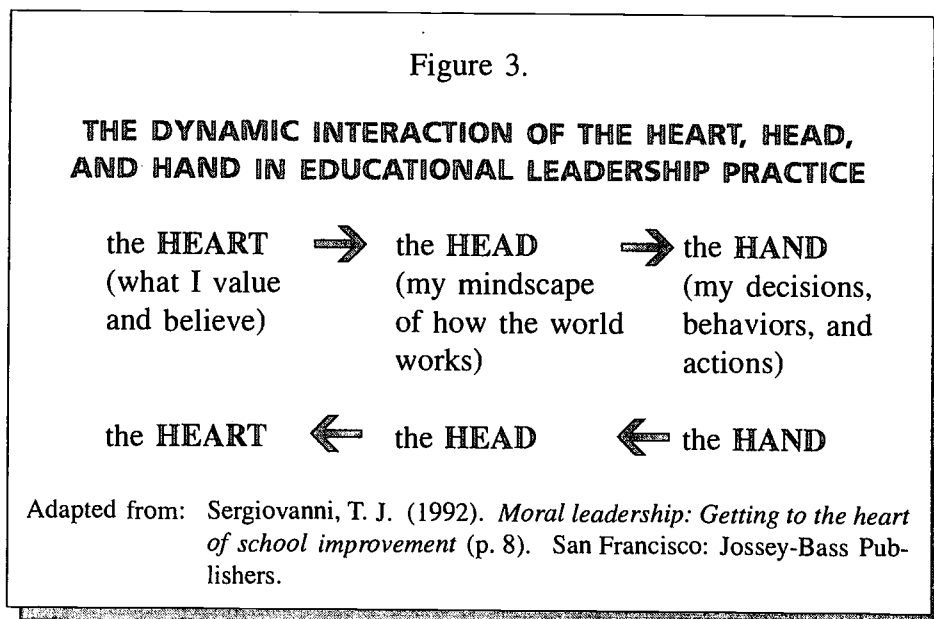 Figure 3.
THE DYNAMIC INTERACTION OF THE HEART, HEAD,
AND HAND IN EDUCATIONAL LEADERSHIP PRACTICE
the HEART → the HEAD → the HAND
(what I value (my mindscape (my decisions,
and believe) of how the world behaviors, and
works) actions)
the HEART ← the HEAD ← the HAND
Adapted from: Sergiovanni, T. J. (1992). Moral leadership: Getting to the heart
of school improvement (p. 8). San Francisco: Jossey-Bass Pub-
lishers.